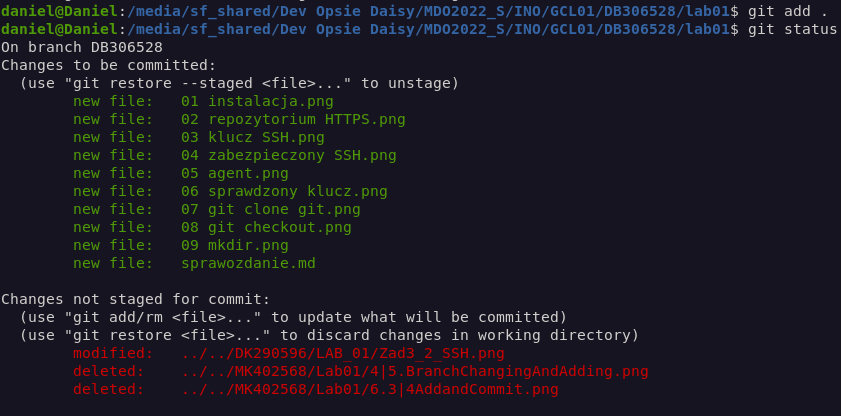 daniel@Daniel:/media/sf_shared/Dev Opsie Daisy/MDO2022_S/INO/GCL01/DB306528/lab01$ git add .
daniel@Daniel:/media/sf_shared/Dev Opsie Daisy/MDO2022_S/INO/GCL01/DB306528/lab01$ git status
On branch DB306528
Changes to be committed:
  (use "git restore --staged <file>..." to unstage)
        new file:   01 instalacja.png
        new file:   02 repozytorium HTTPS.png
        new file:   03 klucz SSH.png
        new file:   04 zabezpieczony SSH.png
        new file:   05 agent.png
        new file:   06 sprawdzony klucz.png
        new file:   07 git clone git.png
        new file:   08 git checkout.png
        new file:   09 mkdir.png
        new file:   sprawozdanie.md

Changes not staged for commit:
  (use "git add/rm <file>..." to update what will be committed)
  (use "git restore <file>..." to discard changes in working directory)
        modified:   ../../DK290596/LAB_01/Zad3_2_SSH.png
        deleted:    ../../MK402568/Lab01/4|5.BranchChangingAndAdding.png
        deleted:    ../../MK402568/Lab01/6.3|4AddandCommit.png